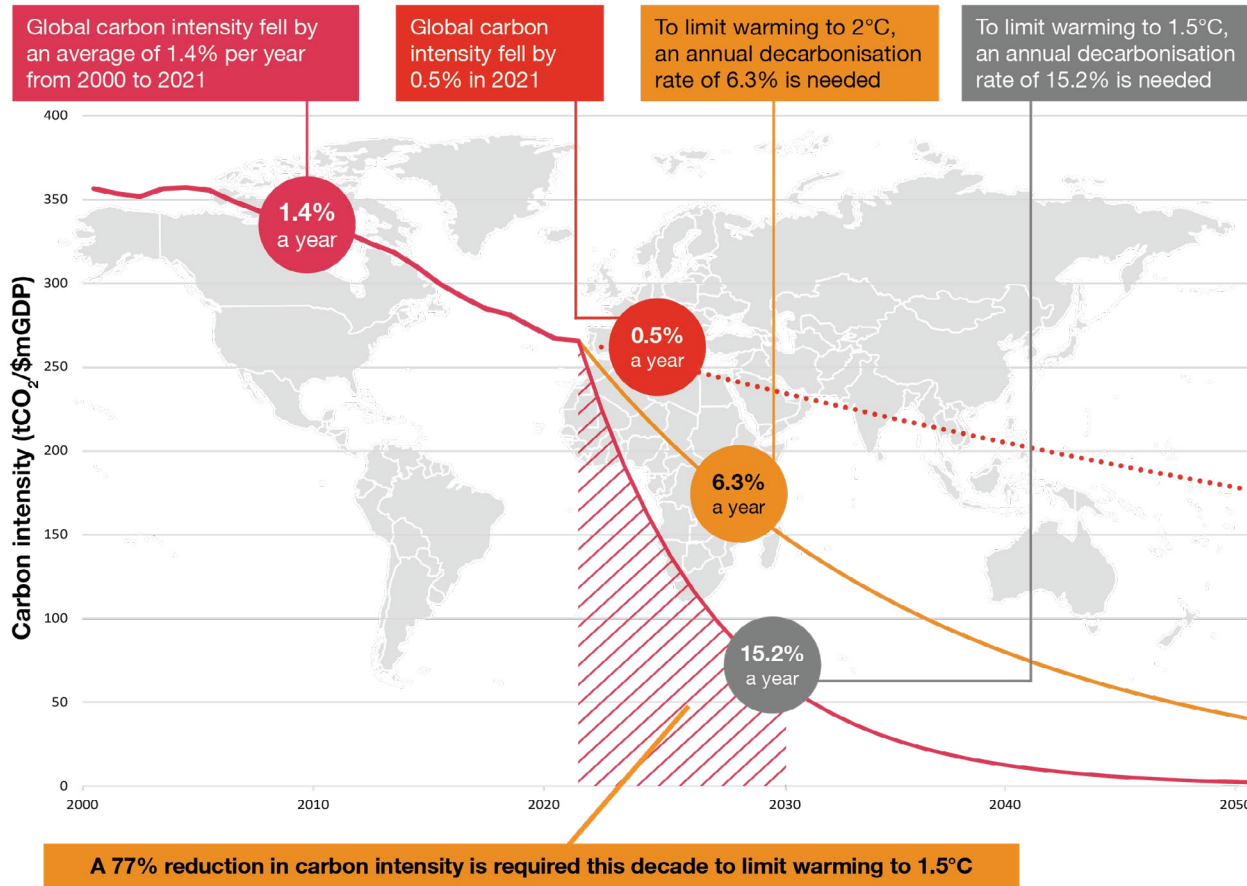 Global carbon intensity fell by
an average of 1.4% per year
from 2000 to 2021
Global carbon
intensity fell by
0.5% in 2021
To limit warming to 2°C,
an annual decarbonisation
rate of 6.3% is needed
To limit warming to 1.5°C,
an annual decarbonisation
rate of 15.2% is needed
Carbon intensity (tCO₂/$mGDP)
400
350
300
250
200
150
100
50
0
1.4%
a year
0.5%
a year
6.3%
a year
15.2%
a year
2000
2010
2020
2030
2040
2050
A 77% reduction in carbon intensity is required this decade to limit warming to 1.5°C